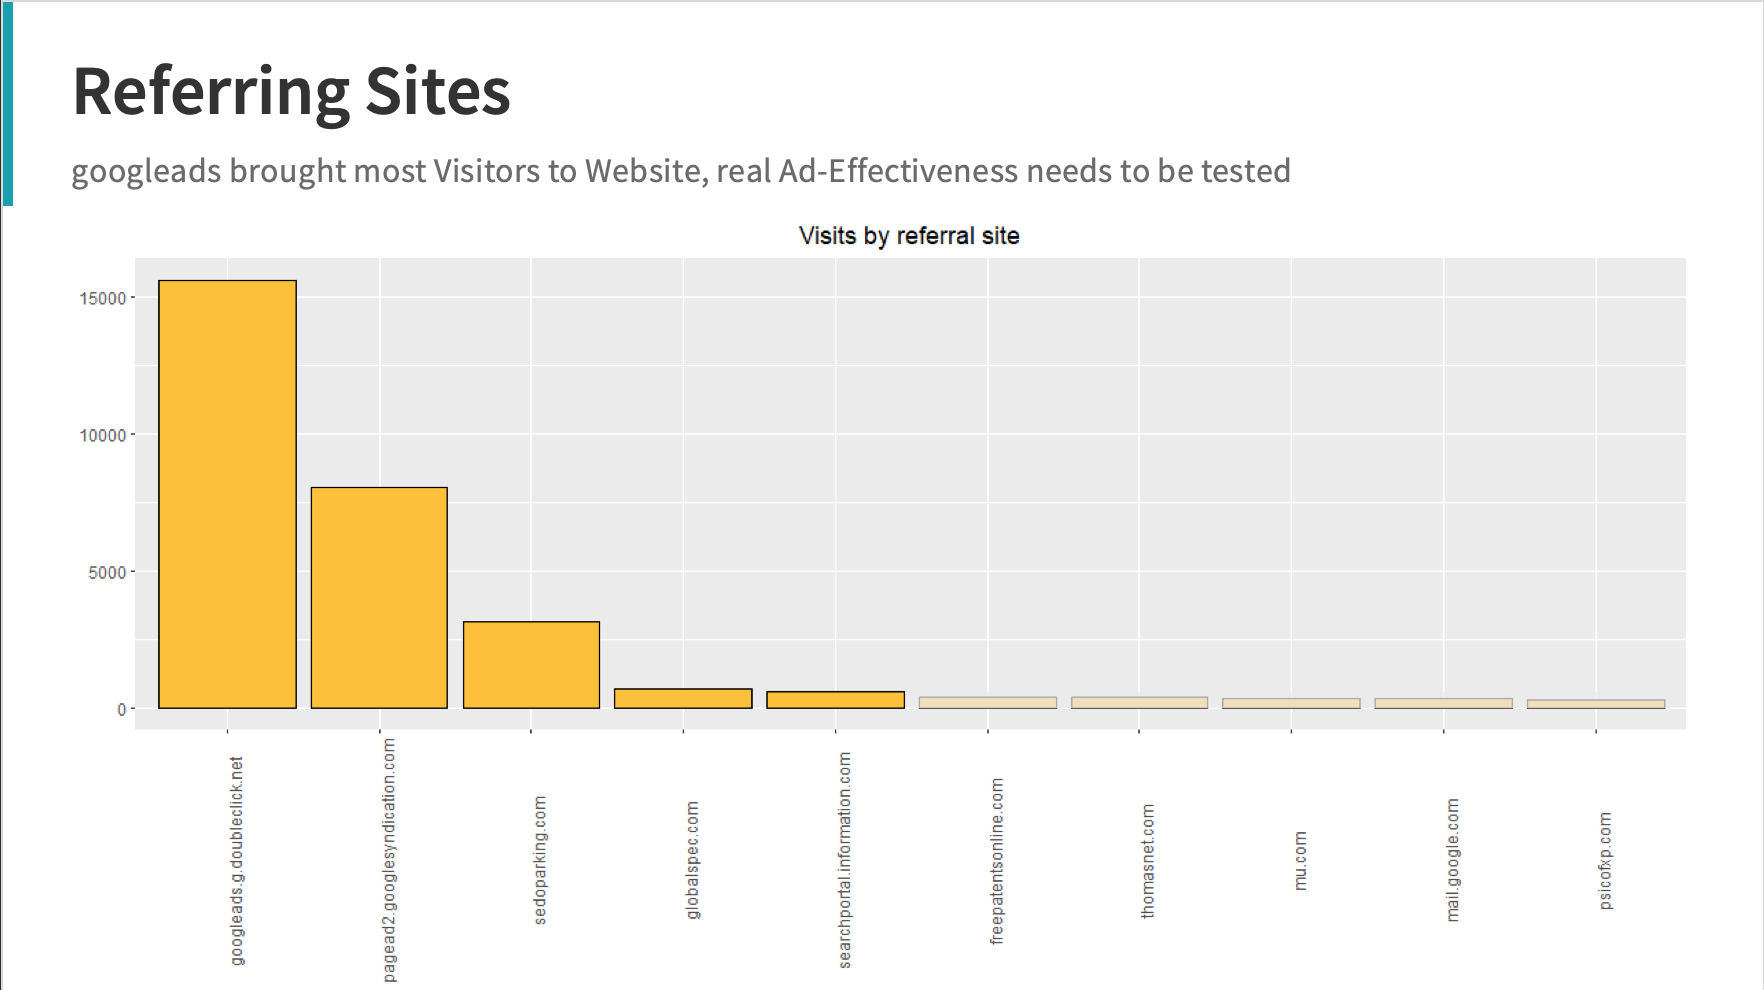 Referring Sites
googleads brought most Visitors to Website, real Ad-Effectiveness needs to be tested
Visits by referral site
15000
10000
5000
0
googleads.g.doubleclick.net
pagead2.googlesyndication.com
sedoparking.com
globalspec.com
searchportal.information.com
freepatentsonline.com
thomasnet.com
mu.com
mail.google.com
psicofxp.com